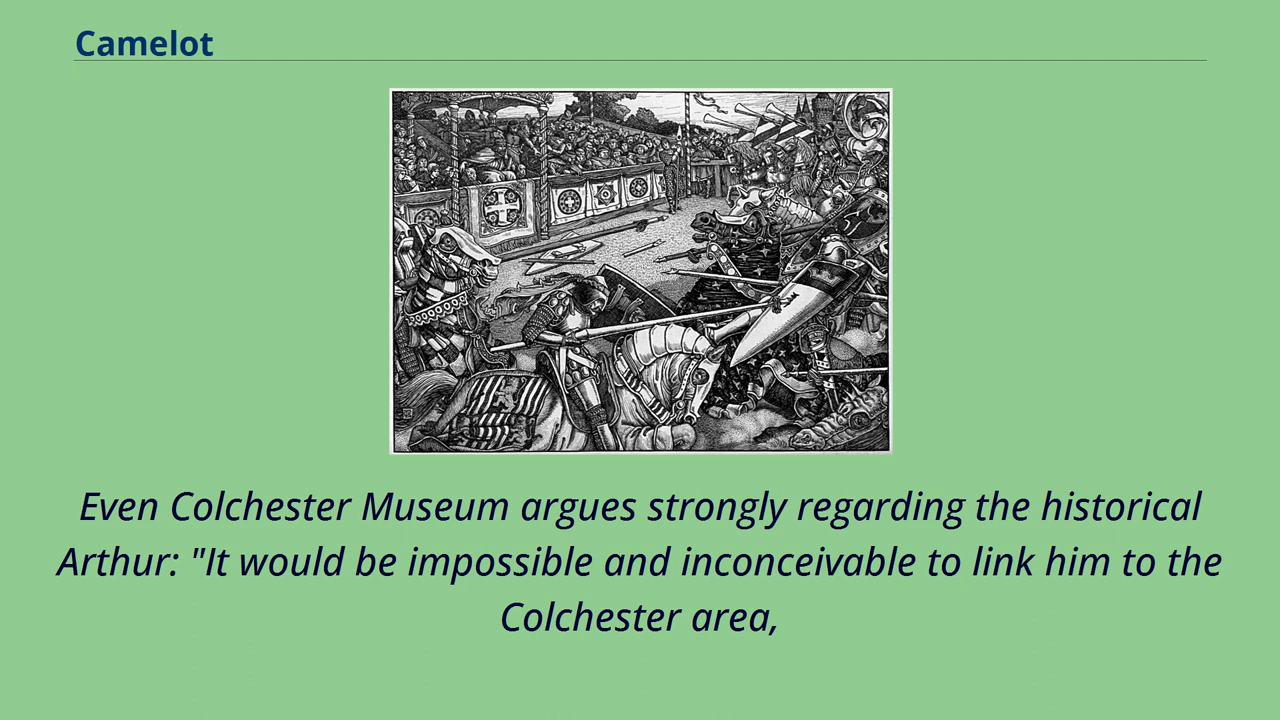 Camelot
Even Colchester Museum argues strongly regarding the historical
Arthur: "It would be impossible and inconceivable to link him to the
Colchester area,